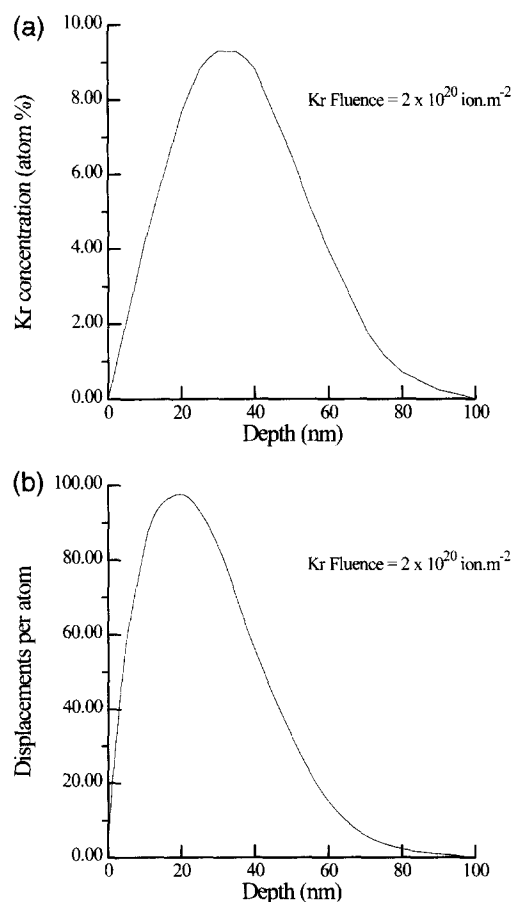 (a)
10.00
8.00
6.00
4.00
2.00
0.00
Kr concentration (atom %)
Kr Fluence = 2 x 10^20 ion.m^-2
0 20 40 60 80 100
Depth (nm)
(b)
100.00
80.00
60.00
40.00
20.00
0.00
Displacements per atom
Kr Fluence = 2 x 10^20 ion.m^-2
0 20 40 60 80 100
Depth (nm)